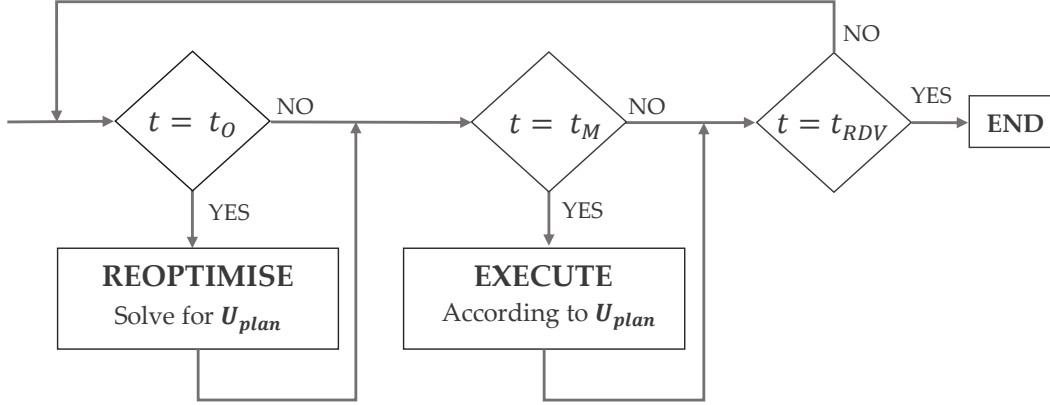 NO
t = t_O
NO
t = t_M
NO
t = t_RDV
YES
END
YES
YES
REOPTIMISE
Solve for U_plan
EXECUTE
According to U_plan